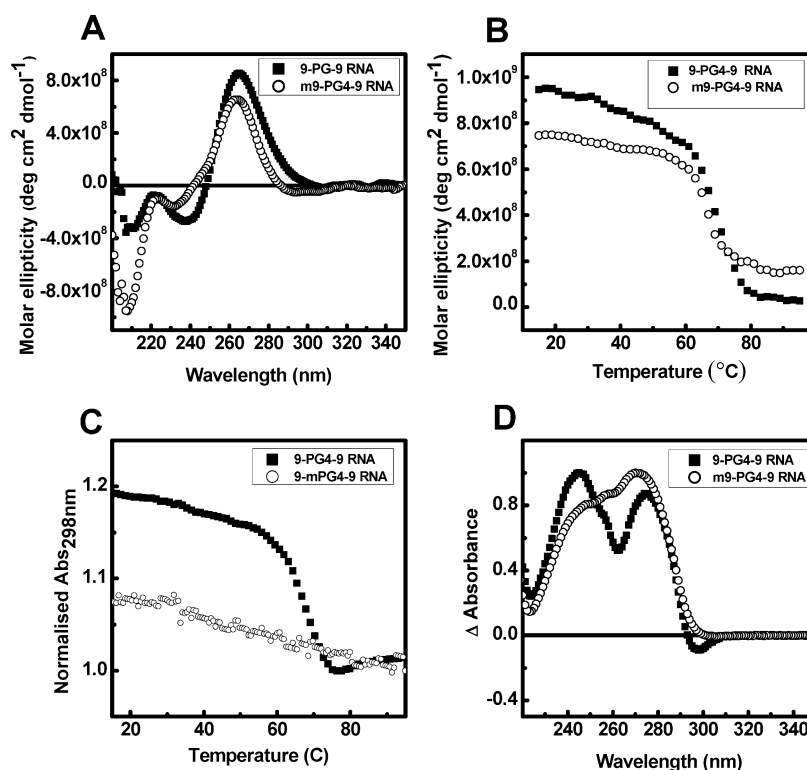 A
Molar ellipticity (deg cm² dmol⁻¹)
8.0x10⁸
4.0x10⁸
0.0
-4.0x10⁸
-8.0x10⁸
9-PG-9 RNA
m9-PG4-9 RNA
220 240 260 280 300 320 340
Wavelength (nm)
B
Molar ellipticity (deg cm² dmol⁻¹)
1.0x10⁹
8.0x10⁸
6.0x10⁸
4.0x10⁸
2.0x10⁸
0.0
9-PG4-9 RNA
m9-PG4-9 RNA
20 40 60 80
Temperature (°C)
C
Normalised Abs298nm
1.2
1.1
1.0
9-PG4-9 RNA
9-mPG4-9 RNA
20 40 60 80
Temperature (C)
D
Δ Absorbance
0.8
0.4
0.0
-0.4
9-PG4-9 RNA
m9-PG4-9 RNA
240 260 280 300 320 340
Wavelength (nm)